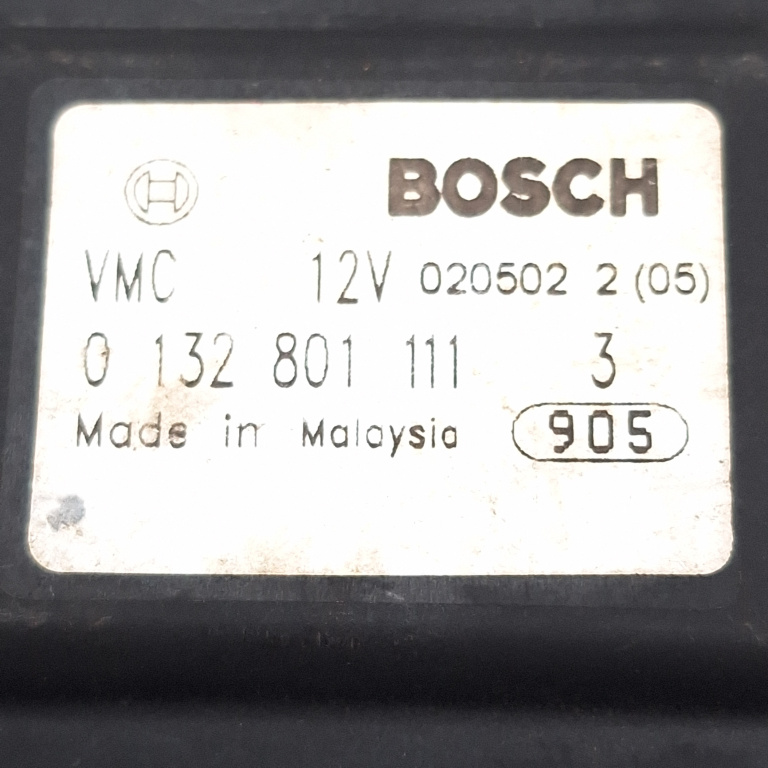 BOSCH
VMC 12V 020502 2 (05)
0 132 801 111 3
Made in Malaysia 905